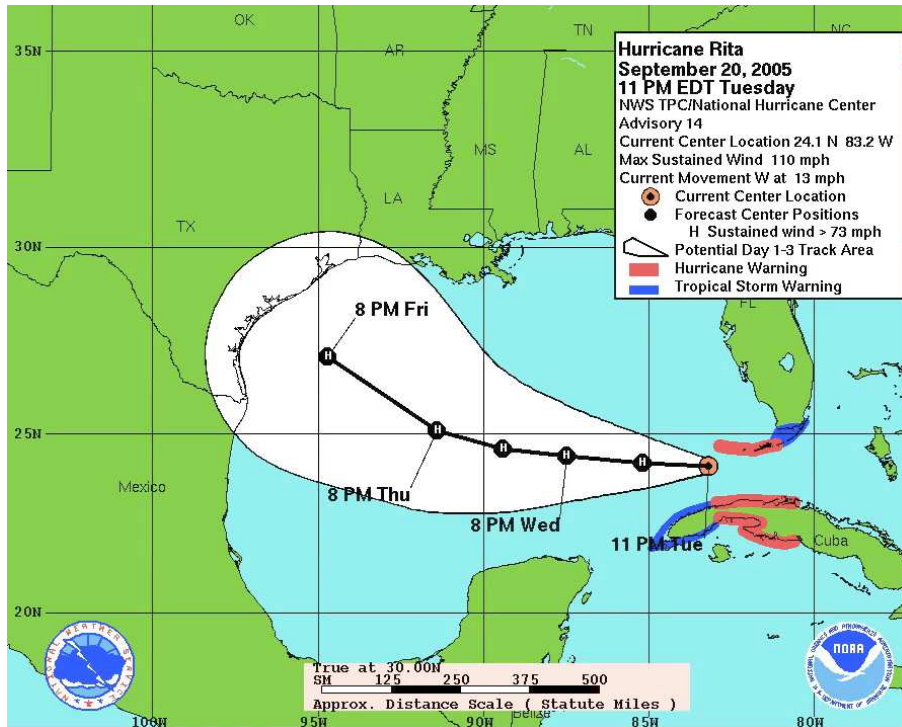 OK
TN
NC
35N
AR
Hurricane Rita
September 20, 2005
11 PM EDT Tuesday
NWS TPC/National Hurricane Center
Advisory 14
Current Center Location 24.1 N 83.2 W
Max Sustained Wind 110 mph
Current Movement W at 13 mph
Current Center Location
Forecast Center Positions
H Sustained wind > 73 mph
Potential Day 1-3 Track Area
Hurricane Warning
Tropical Storm Warning
MS
AL
LA
TX
30N
FL
8 PM Fri
H
H
H
H
H
25N
Mexico
8 PM Thu
8 PM Wed
11 PM Tue
Cuba
20N
NATIONAL WEATHER SERVICE
NOAA
True at 30.00N
SM 125 250 375 500
Approx. Distance Scale ( Statute Miles )
100W
95W
90W
Belize
85W
80W